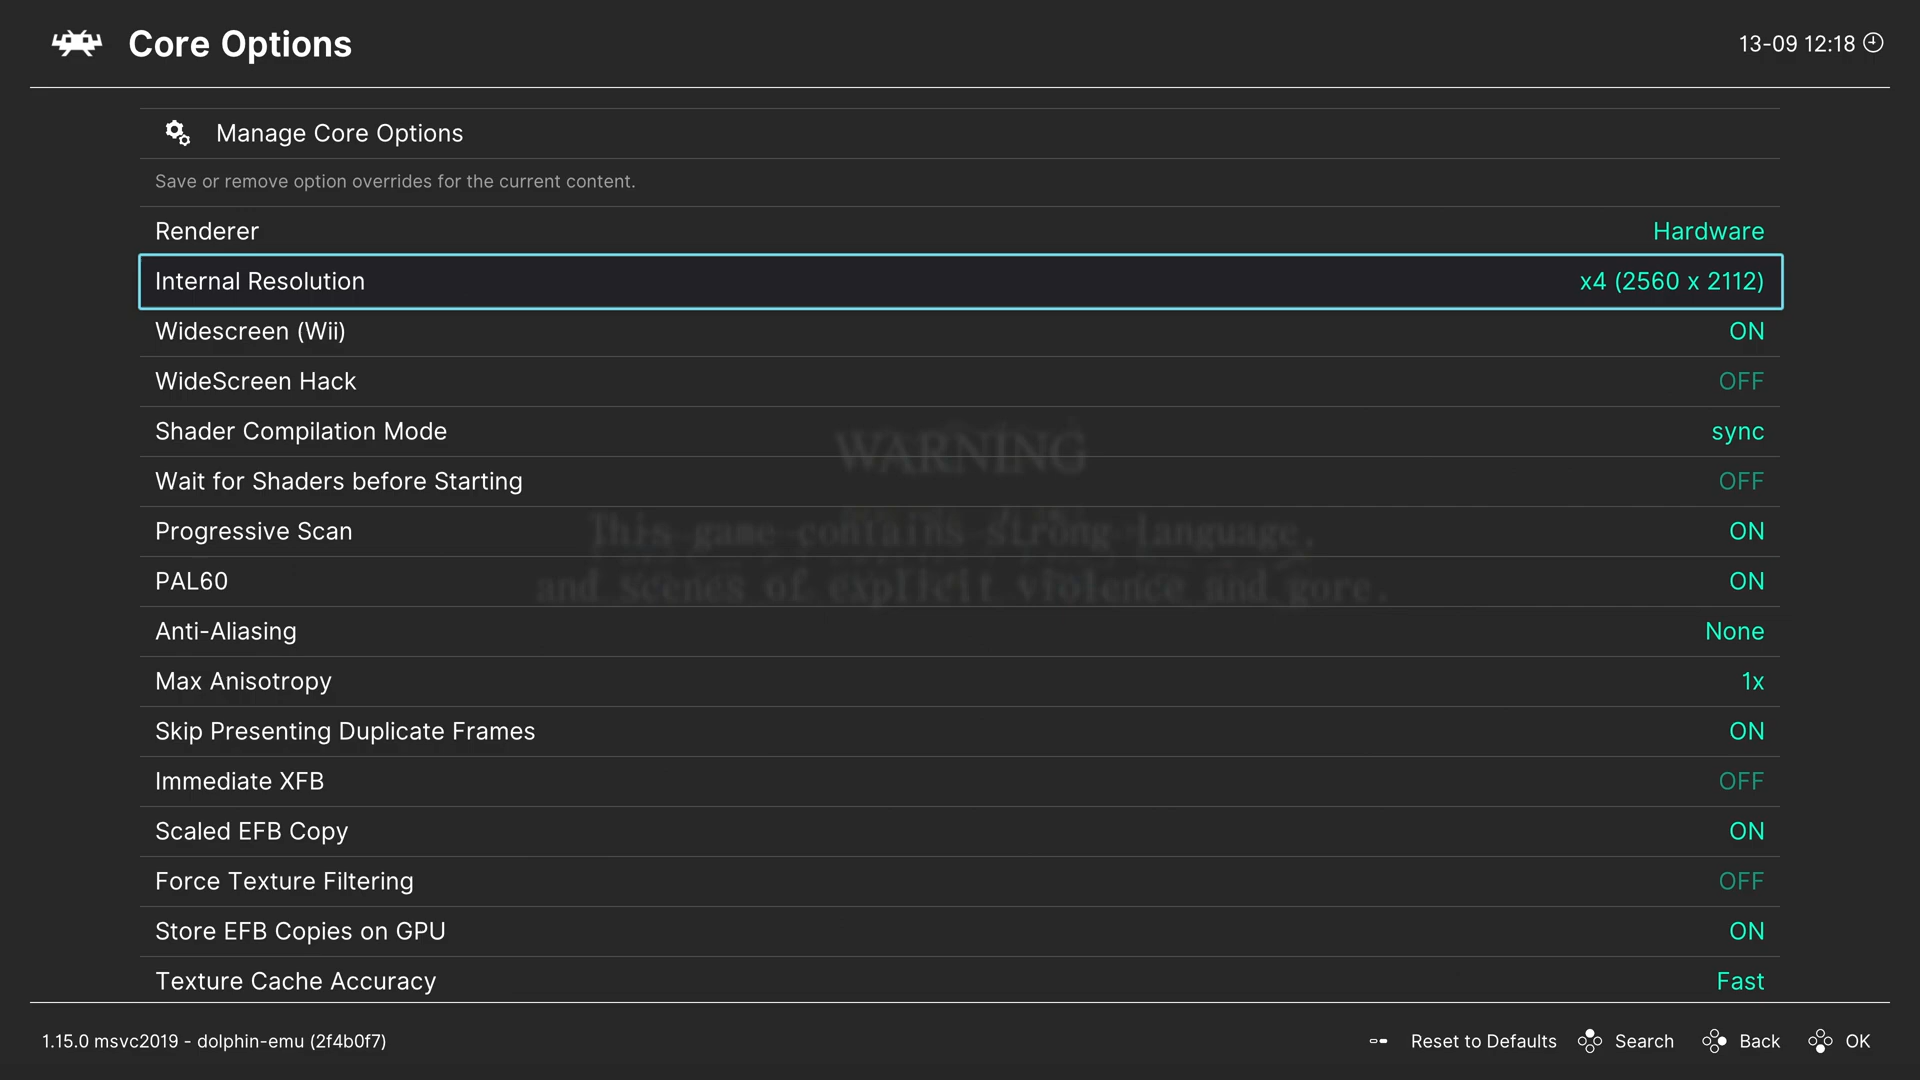 Core Options
13-09 12:18
Manage Core Options
Save or remove option overrides for the current content.
Renderer Hardware
Internal Resolution x4 (2560 x 2112)
Widescreen (Wii) ON
WideScreen Hack OFF
Shader Compilation Mode sync
WARNING
Wait for Shaders before Starting OFF
Progressive Scan ON
This game contains strong language,
PAL60 ON
and scenes of explicit violence and gore.
Anti-Aliasing None
Max Anisotropy 1x
Skip Presenting Duplicate Frames ON
Immediate XFB OFF
Scaled EFB Copy ON
Force Texture Filtering OFF
Store EFB Copies on GPU ON
Texture Cache Accuracy Fast
1.15.0 msvc2019 - dolphin-emu (2f4b0f7) Reset to Defaults Search Back OK